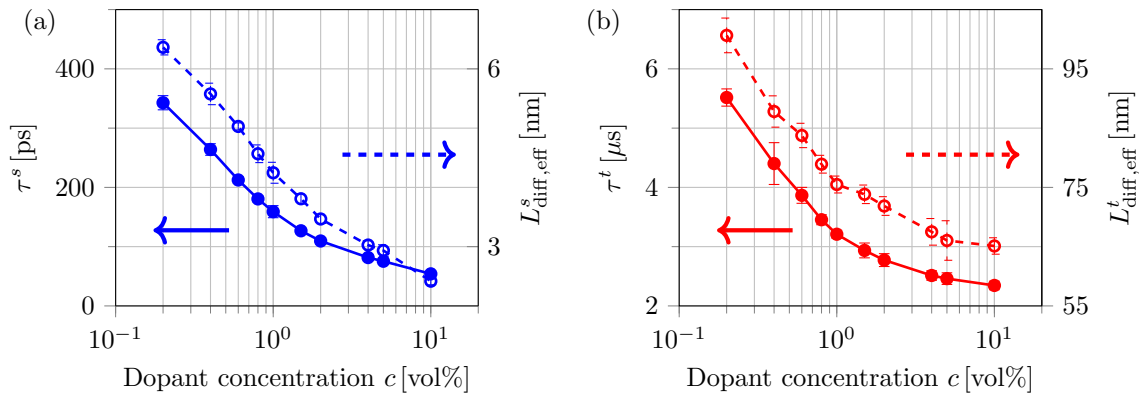 (a)
400
200
0
τ^s [ps]
6
3
L^s_diff,eff [nm]
10^−1
10^0
10^1
Dopant concentration c [vol%]
(b)
6
4
2
τ^t [μs]
95
75
55
L^t_diff,eff [nm]
10^−1
10^0
10^1
Dopant concentration c [vol%]